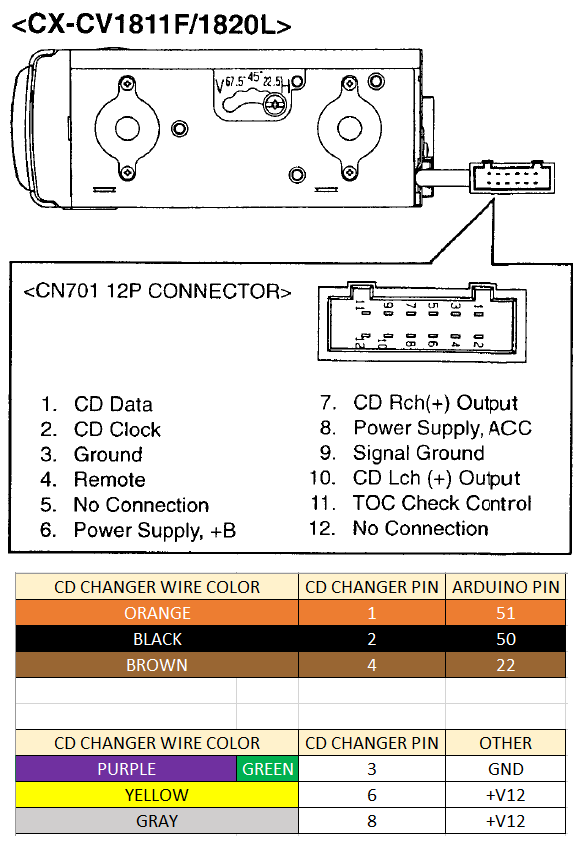 <CX-CV1811F/1820L>
V 67.5° 45° 22.5° H
<CN701 12P CONNECTOR>
11 9 7 5 3 1
12 10 8 6 4 2
1. CD Data
2. CD Clock
3. Ground
4. Remote
5. No Connection
6. Power Supply, +B
7. CD Rch(+) Output
8. Power Supply, ACC
9. Signal Ground
10. CD Lch (+) Output
11. TOC Check Control
12. No Connection
CD CHANGER WIRE COLOR CD CHANGER PIN ARDUINO PIN
ORANGE 1 51
BLACK 2 50
BROWN 4 22
CD CHANGER WIRE COLOR CD CHANGER PIN OTHER
PURPLE GREEN 3 GND
YELLOW 6 +V12
GRAY 8 +V12